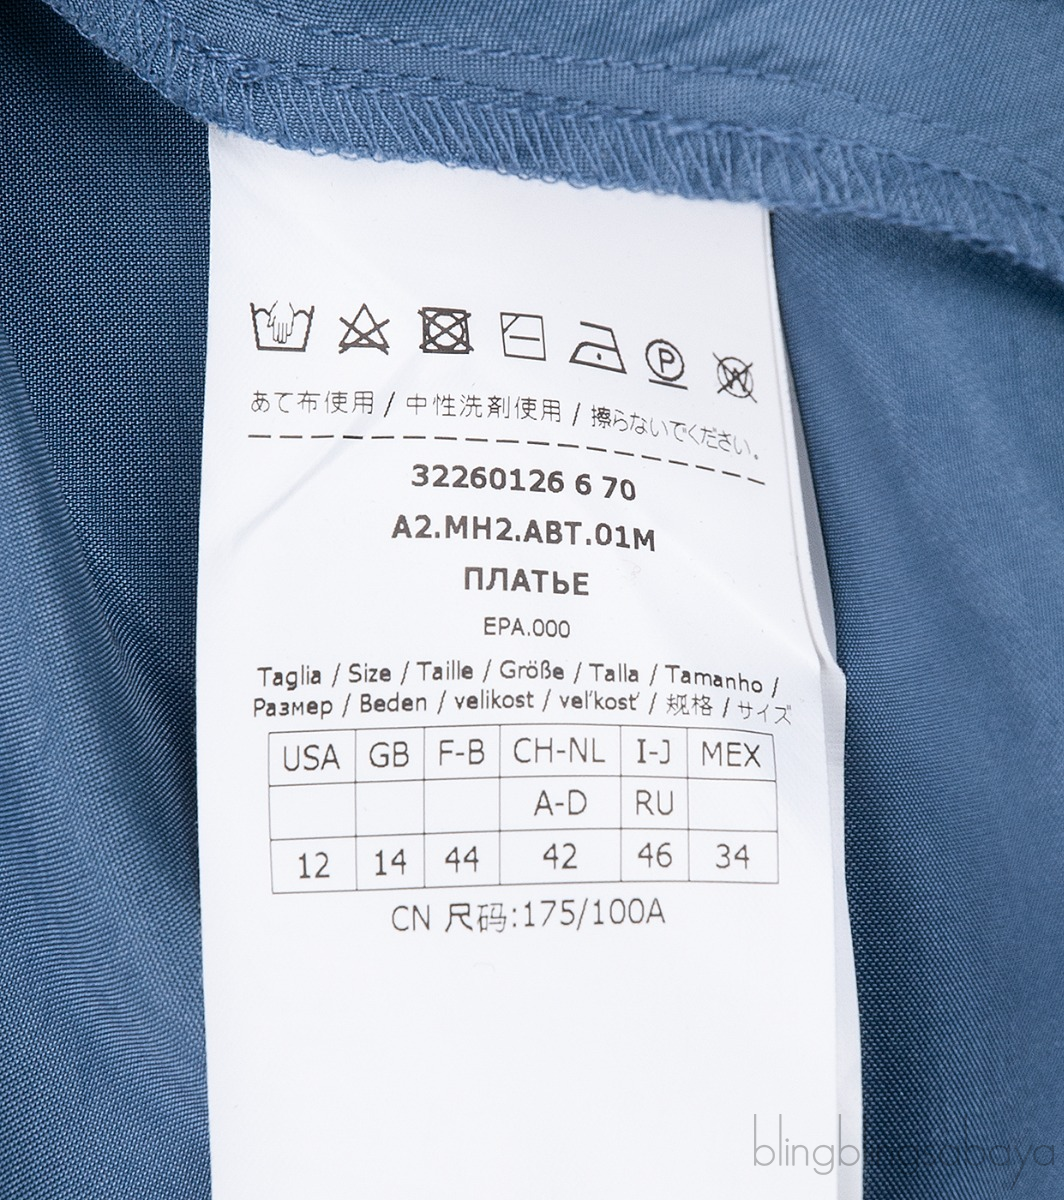 P
W
あて布使用 / 中性洗剤使用 / 擦らないでください。
32260126 6 70
A2.MH2.ABT.01M
ПЛАТЬЕ
EPA.000
Taglia / Size / Taille / Größe / Talla / Tamanho /
Размер / Beden / velikost / vel'kosť / 规格 / サイズ
USA GB F-B CH-NL I-J MEX
A-D RU
12 14 44 42 46 34
CN 尺码:175/100A